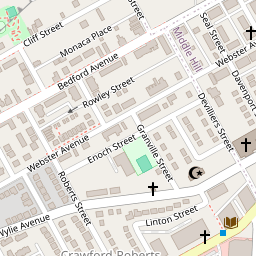 Cliff Street
Monaca Place
Seal Street
Middle Hill
Bedford Avenue
Webster Avenue
Rowley Street
Davenport
Devilliers Street
Granville Street
Enoch Street
Webster Avenue
Roberts Street
Wylie Avenue
Linton Street
Crawford-Roberts